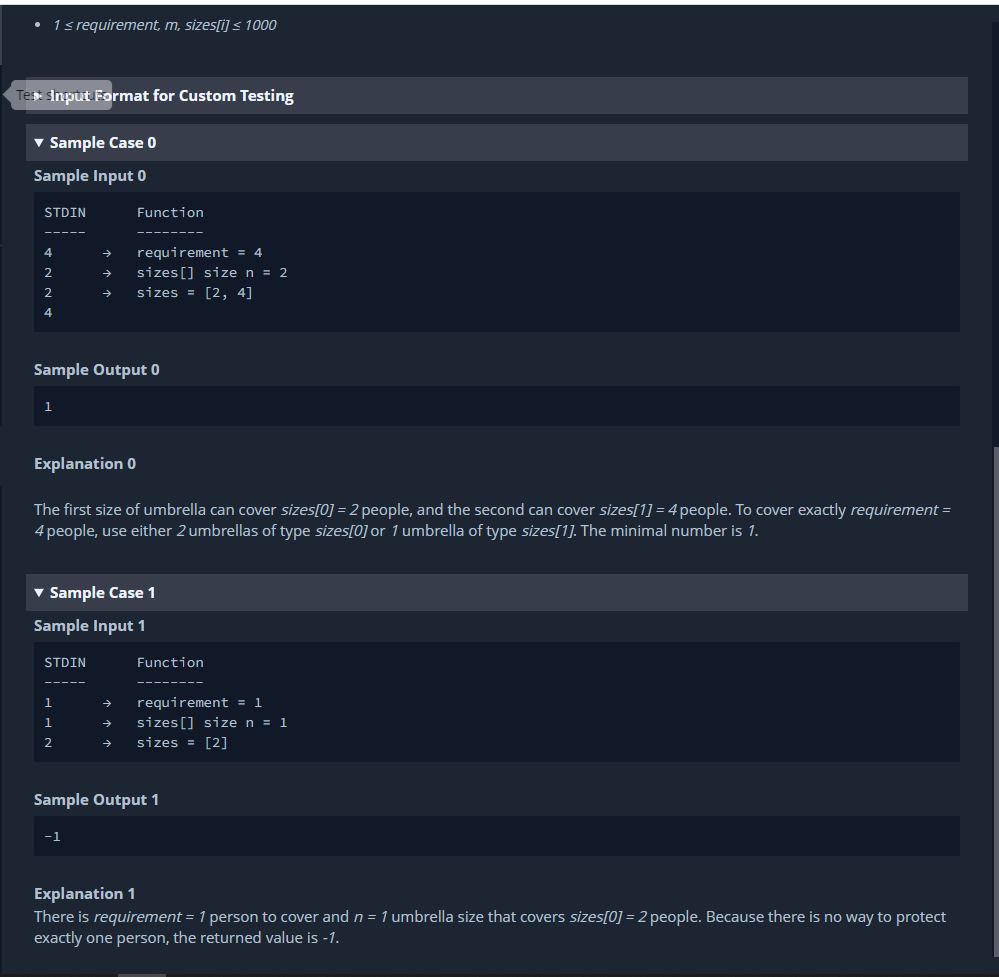 • 1 ≤ requirement, m, sizes[i] ≤ 1000
▶ Input Format for Custom Testing
▼ Sample Case 0
Sample Input 0
STDIN Function
----- --------
4 → requirement = 4
2 → sizes[] size n = 2
2 → sizes = [2, 4]
4
Sample Output 0
1
Explanation 0
The first size of umbrella can cover sizes[0] = 2 people, and the second can cover sizes[1] = 4 people. To cover exactly requirement =
4 people, use either 2 umbrellas of type sizes[0] or 1 umbrella of type sizes[1]. The minimal number is 1.
▼ Sample Case 1
Sample Input 1
STDIN Function
----- --------
1 → requirement = 1
1 → sizes[] size n = 1
2 → sizes = [2]
Sample Output 1
-1
Explanation 1
There is requirement = 1 person to cover and n = 1 umbrella size that covers sizes[0] = 2 people. Because there is no way to protect
exactly one person, the returned value is -1.